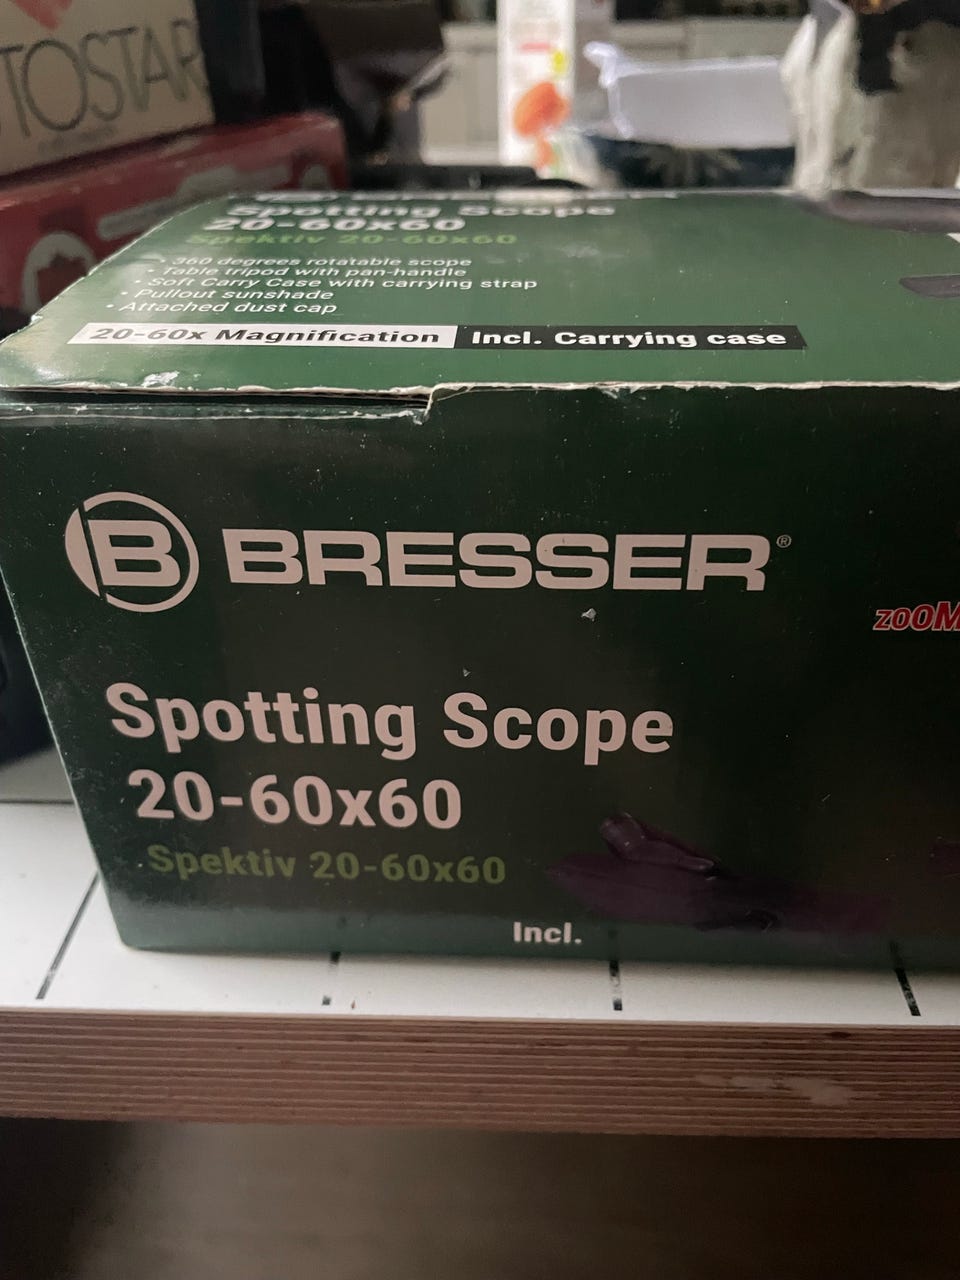 TOSTAR
Spotting Scope
20-60x60
Spektiv 20-60x60
• 360 degrees rotatable scope
• Table tripod with pan-handle
• Soft Carry Case with carrying strap
• Pullout sunshade
• Attached dust cap
20-60x Magnification Incl. Carrying case
B BRESSER®
ZOOM
Spotting Scope
20-60x60
Spektiv 20-60x60
Incl.